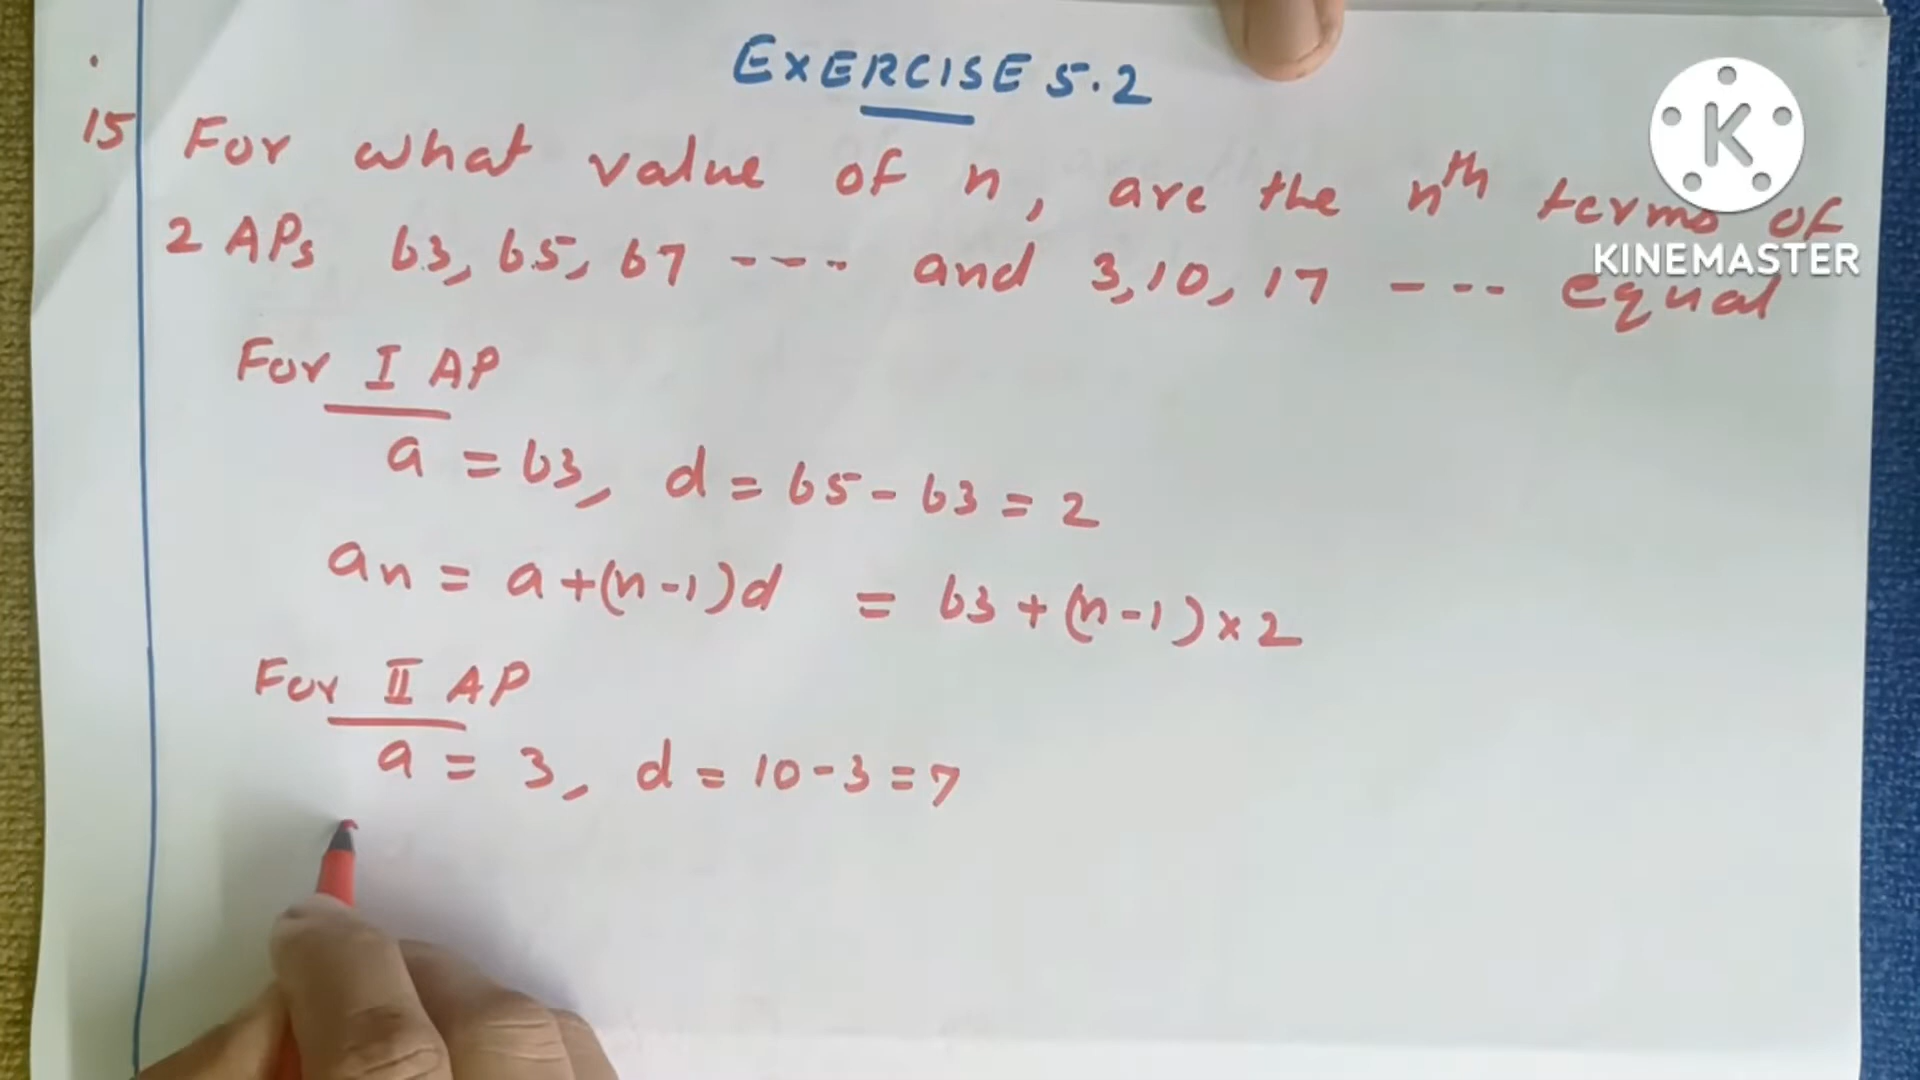 EXERCISE 5.2
15 For what value of n, are the nth terms of
2 APs 63, 65, 67 ---- and 3, 10, 17 --- equal
For I AP
a = 63, d = 65 - 63 = 2
an = a + (n-1)d = 63 + (n-1) × 2
For II AP
a = 3, d = 10 - 3 = 7
K
KINEMASTER